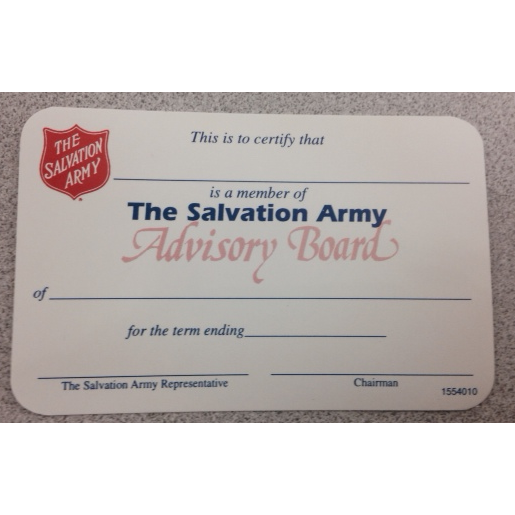 THE
SALVATION
ARMY
This is to certify that
is a member of
The Salvation Army
Advisory Board
of
for the term ending
The Salvation Army Representative
Chairman
1554010